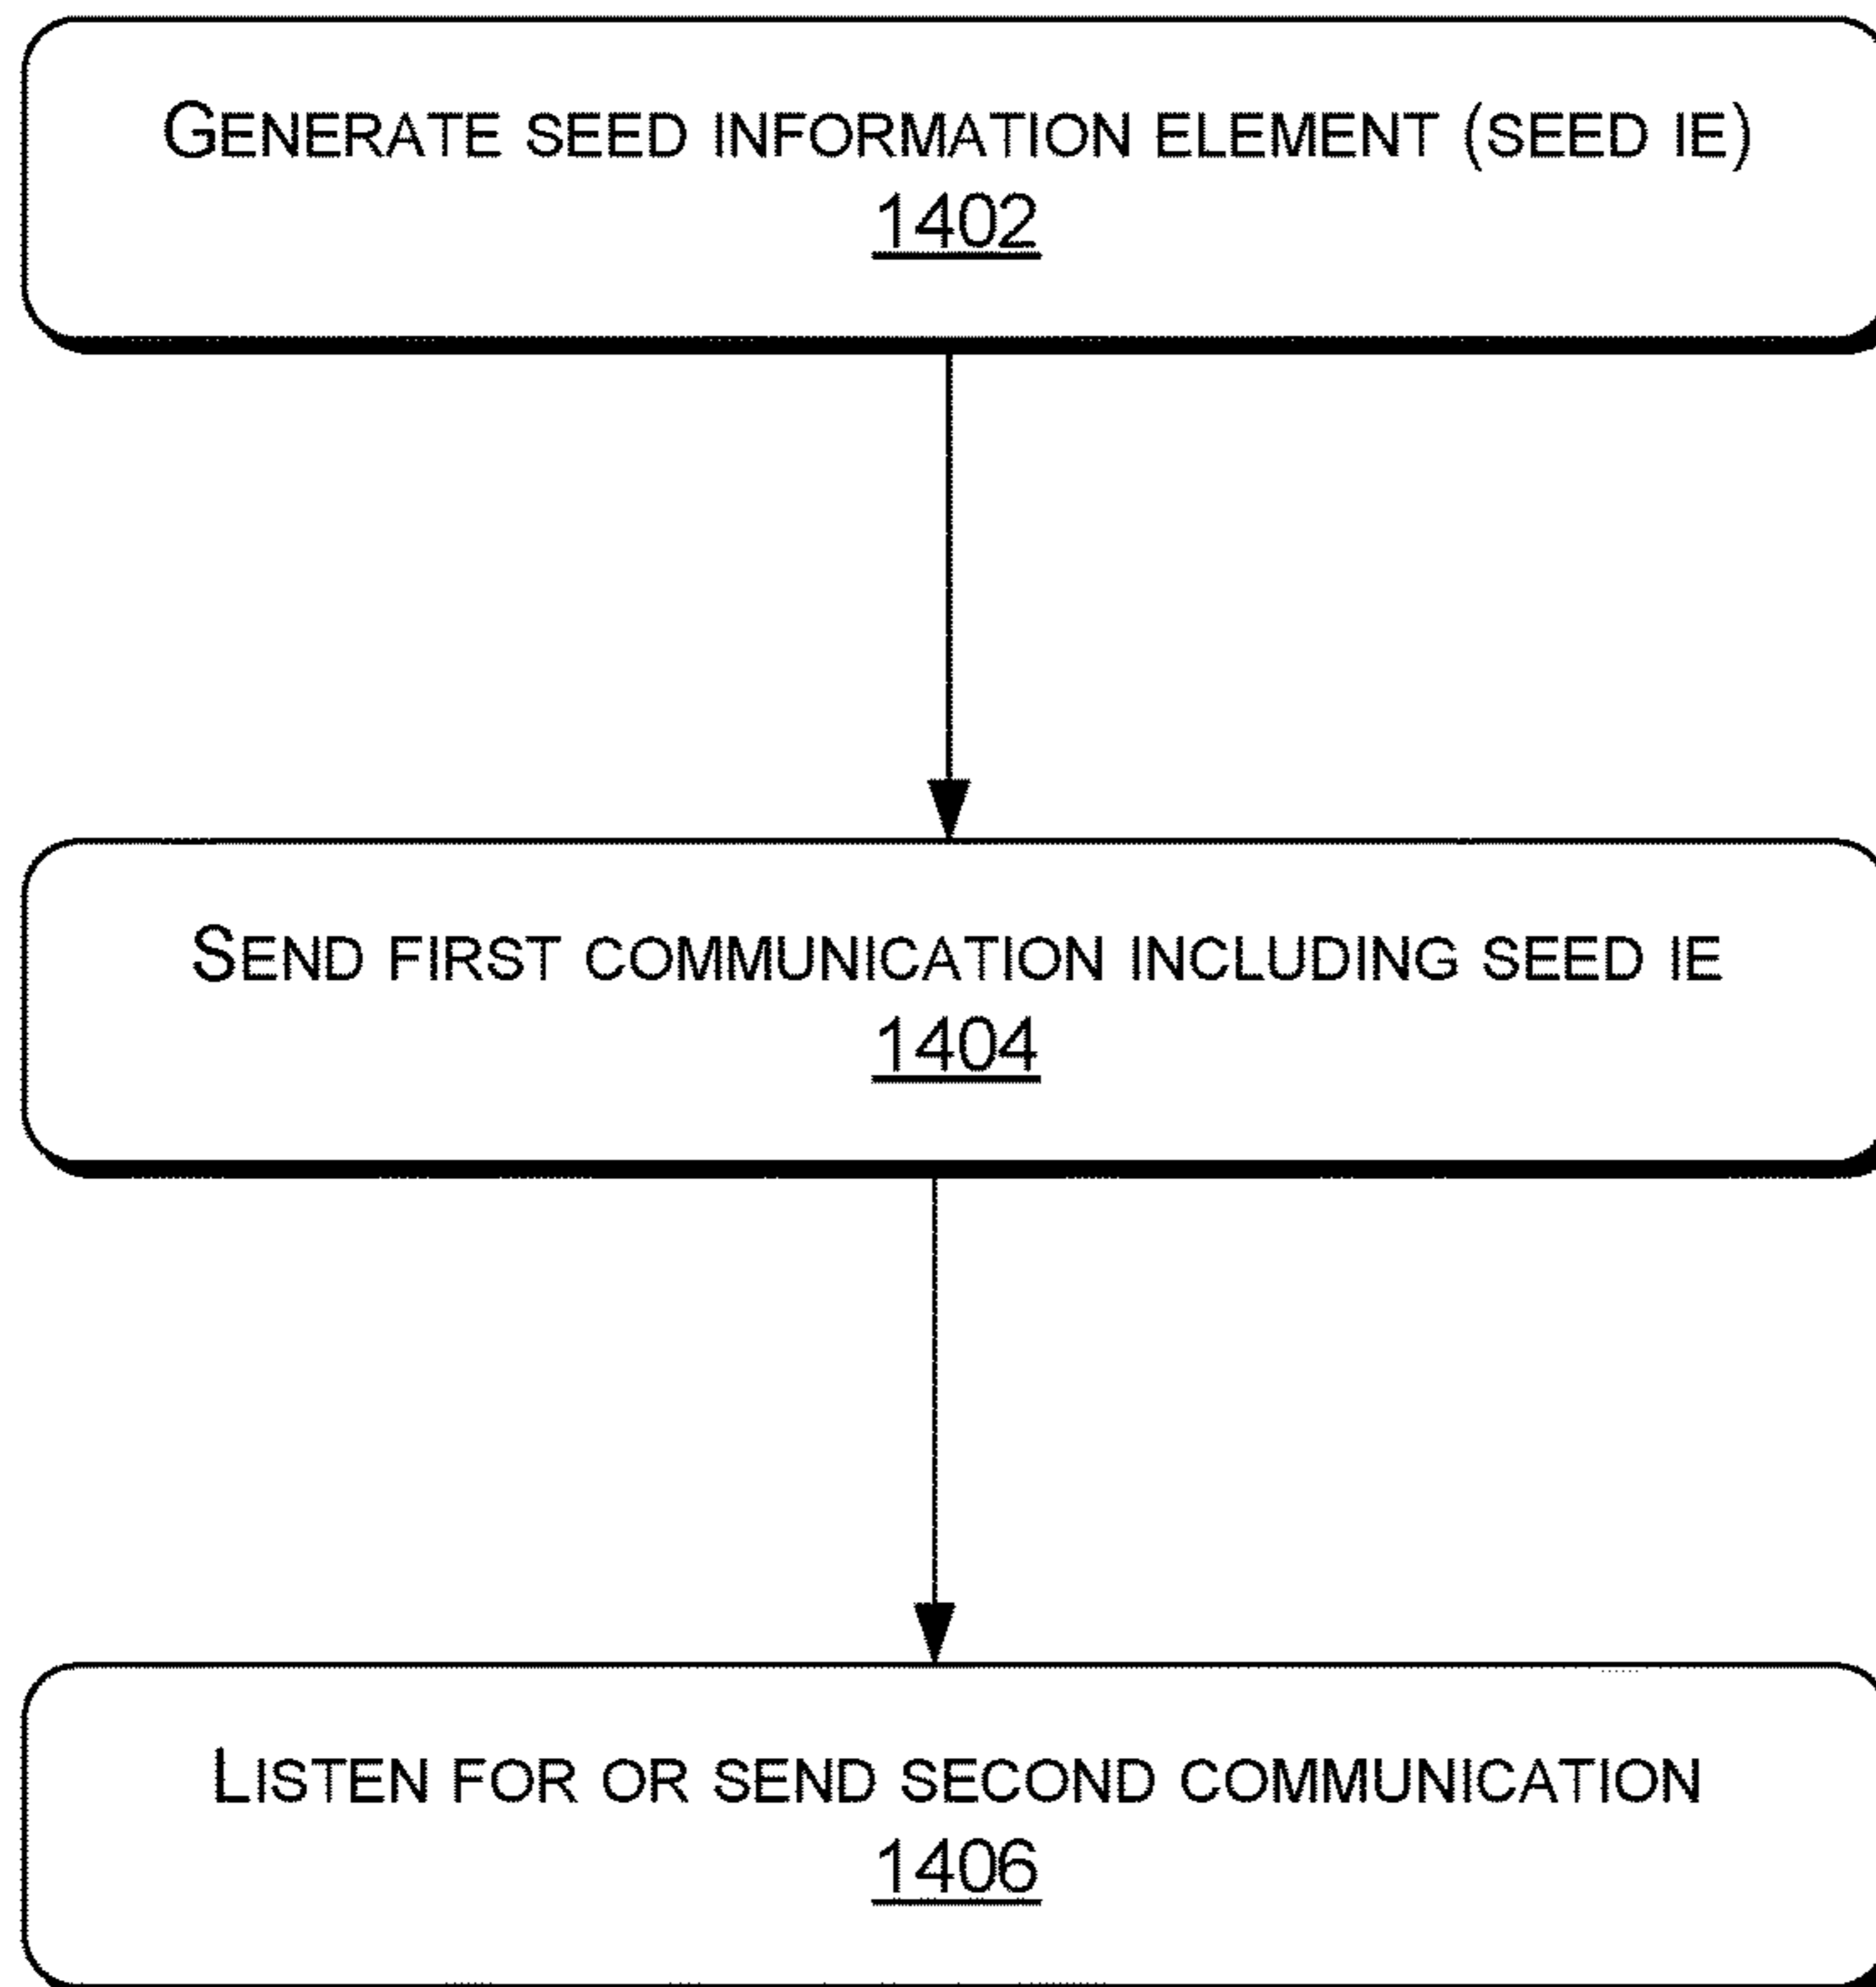 GENERATE SEED INFORMATION ELEMENT (SEED IE)
1402
SEND FIRST COMMUNICATION INCLUDING SEED IE
1404
LISTEN FOR OR SEND SECOND COMMUNICATION
1406